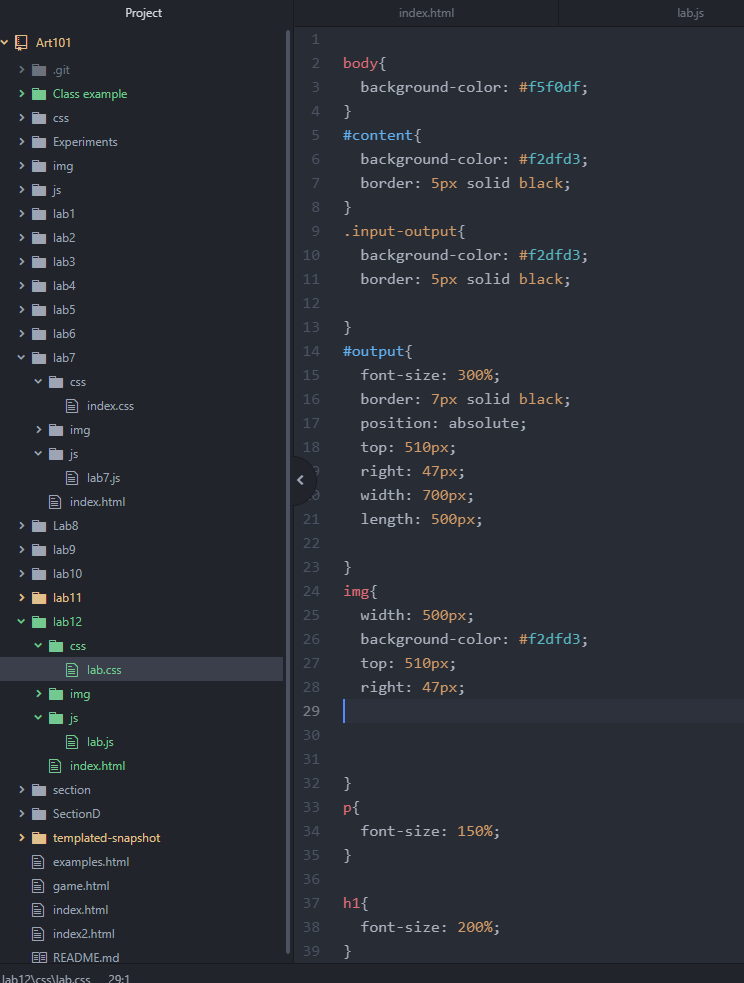 Project
Art101
.git
Class example
css
Experiments
img
js
lab1
lab2
lab3
lab4
lab5
lab6
lab7
css
index.css
img
js
lab7.js
index.html
Lab8
lab9
lab10
lab11
lab12
css
lab.css
img
js
lab.js
index.html
section
SectionD
templated-snapshot
examples.html
game.html
index.html
index2.html
README.md
lab12\css\lab.css 29:1
index.html lab.js
1
2 body{
3   background-color: #f5f0df;
4 }
5 #content{
6   background-color: #f2dfd3;
7   border: 5px solid black;
8 }
9 .input-output{
10   background-color: #f2dfd3;
11   border: 5px solid black;
12
13 }
14 #output{
15   font-size: 300%;
16   border: 7px solid black;
17   position: absolute;
18   top: 510px;
9   right: 47px;
0   width: 700px;
21   length: 500px;
22
23 }
24 img{
25   width: 500px;
26   background-color: #f2dfd3;
27   top: 510px;
28   right: 47px;
29
30
31
32 }
33 p{
34   font-size: 150%;
35 }
36
37 h1{
38   font-size: 200%;
39 }